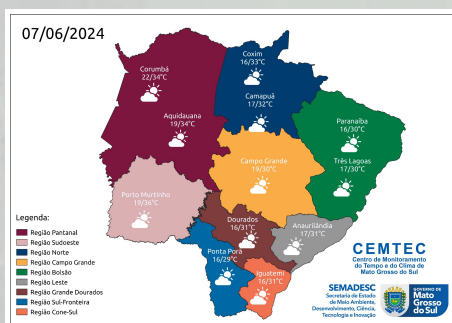 07/06/2024
Coxim
16/33°C
Corumbá
22/34°C
Camapuã
17/32°C
Aquidauana
19/34°C
Paranaíba
16/30°C
Campo Grande
19/30°C
Três Lagoas
17/30°C
Porto Murtinho
19/36°C
Dourados
16/31°C
Anaurilândia
17/31°C
Ponta Porã
16/29°C
Iguatemi
16/31°C
Legenda:
Região Pantanal
Região Sudoeste
Região Norte
Região Campo Grande
Região Bolsão
Região Leste
Região Grande Dourados
Região Sul-Fronteira
Região Cone-Sul
CEMTEC
Centro de Monitoramento
do Tempo e do Clima de
Mato Grosso do Sul
SEMADESC
Secretaria de Estado
de Meio Ambiente,
Desenvolvimento, Ciência,
Tecnologia e Inovação
GOVERNO DE
Mato
Grosso
do Sul